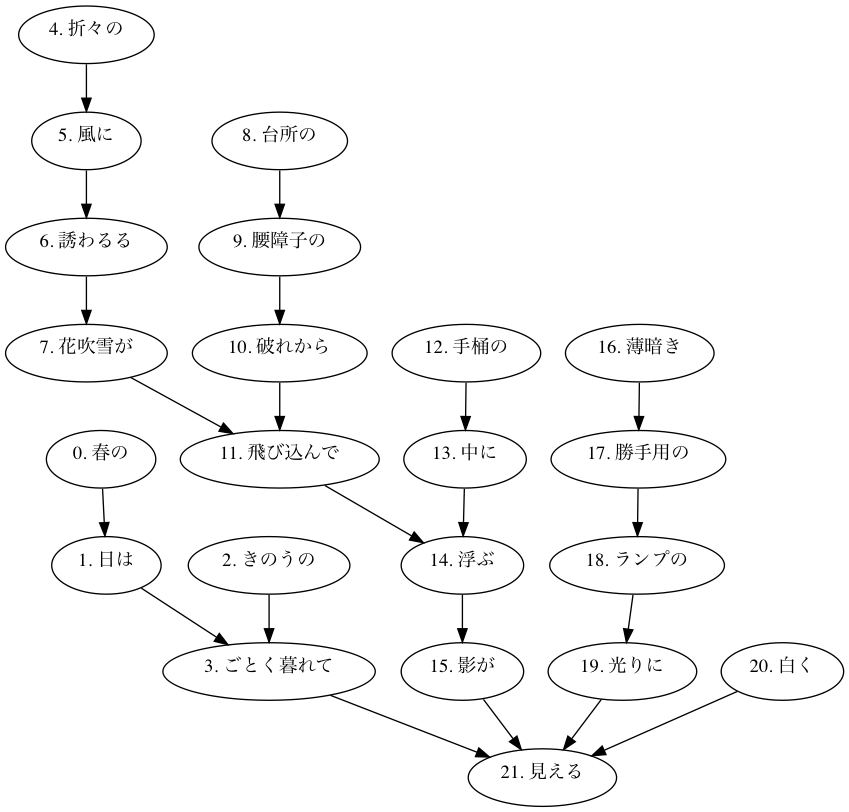 4. 折々の
5. 風に
8. 台所の
6. 誘わるる
9. 腰障子の
7. 花吹雪が
10. 破れから
12. 手桶の
16. 薄暗き
0. 春の
11. 飛び込んで
13. 中に
17. 勝手用の
1. 日は
2. きのうの
14. 浮ぶ
18. ランプの
3. ごとく暮れて
15. 影が
19. 光りに
20. 白く
21. 見える